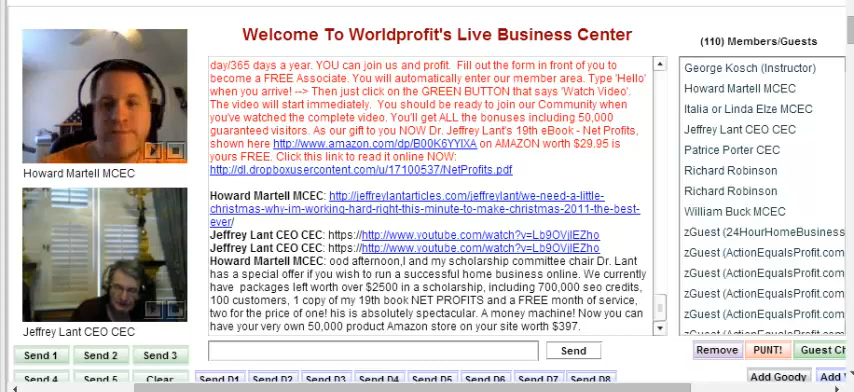 Welcome To Worldprofit's Live Business Center
(110) Members/Guests
Howard Martell MCEC
Jeffrey Lant CEO CEC
Send 1
Send 2
Send 3
Send 4
Send 5
Clear
day/365 days a year. YOU can join us and profit. Fill out the form in front of you to
become a FREE Associate. You will automatically enter our member area. Type 'Hello'
when you arrive! --> Then just click on the GREEN BUTTON that says 'Watch Video'.
The video will start immediately. You should be ready to join our Community when
you've watched the complete video. You'll get ALL the bonuses including 50,000
guaranteed visitors. As our gift to you NOW Dr. Jeffrey Lant's 19th eBook - Net Profits,
shown here http://www.amazon.com/dp/B00K6YYIXA on AMAZON worth $29.95 is
yours FREE. Click this link to read it online NOW:
http://dl.dropboxusercontent.com/u/17100537/NetProfits.pdf
Howard Martell MCEC: http://jeffreylantarticles.com/jeffreylant/we-need-a-little-
christmas-why-im-working-hard-right-this-minute-to-make-christmas-2011-the-best-
ever/
Jeffrey Lant CEO CEC: https://http://www.youtube.com/watch?v=Lb9OVjlEZho
Jeffrey Lant CEO CEC: https://http://www.youtube.com/watch?v=Lb9OVjlEZho
Howard Martell MCEC: ood afternoon,I and my scholarship committee chair Dr. Lant
has a special offer if you wish to run a successful home business online. We currently
have packages left worth over $2500 in a scholarship, including 700,000 seo credits,
100 customers, 1 copy of my 19th book NET PROFITS and a FREE month of service,
two for the price of one! his is absolutely spectacular. A money machine! Now you can
have your very own 50,000 product Amazon store on your site worth $397.
Send
Send D1
Send D2
Send D3
Send D4
Send D5
Send D6
Send D7
Send D8
George Kosch (Instructor)
Howard Martell MCEC
Italia or Linda Elze MCEC
Jeffrey Lant CEO CEC
Patrice Porter CEC
Richard Robinson
Richard Robinson
William Buck MCEC
zGuest (24HourHomeBusiness
zGuest (ActionEqualsProfit.com
zGuest (ActionEqualsProfit.com
zGuest (ActionEqualsProfit.com
zGuest (ActionEqualsProfit.com
zGuest (ActionEqualsProfit.com
Remove
PUNT!
Guest Ch
Add Goody
Add